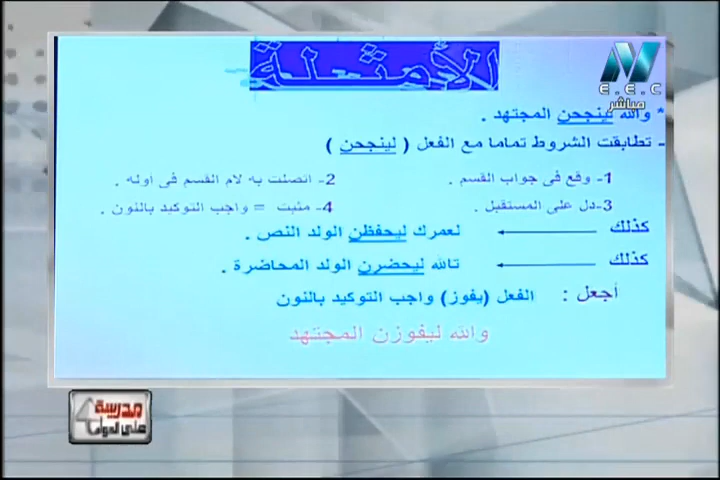 الأمثلة
E.E.C
مباشر
* والله لينجحن المجتهد .
- تطابقت الشروط تماما مع الفعل ( لينجحن )
1- وقع فى جواب القسم . 2- اتصلت به لام القسم فى أوله .
3- دل على المستقبل . 4- مثبت = واجب التوكيد بالنون .
كذلك لعمرك ليحفظن الولد النص .
كذلك تالله ليحضرن الولد المحاضرة .
أجعل : الفعل (يفوز) واجب التوكيد بالنون
والله ليفوزن المجتهد
مدرسة
على الهواء